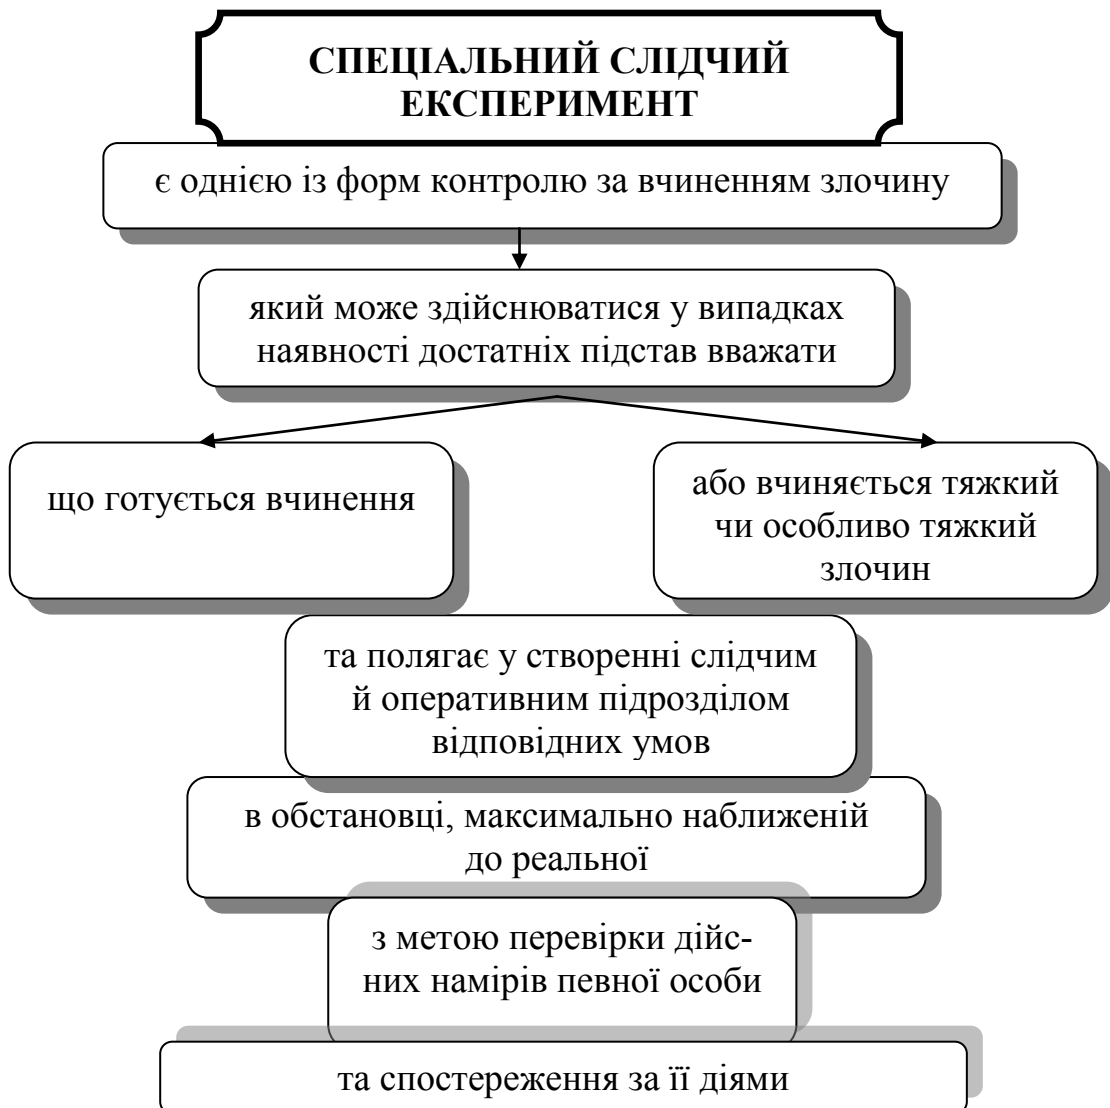 СПЕЦІАЛЬНИЙ СЛІДЧИЙ
ЕКСПЕРИМЕНТ
є однією із форм контролю за вчиненням злочину
який може здійснюватися у випадках
наявності достатніх підстав вважати
що готується вчинення
або вчиняється тяжкий
чи особливо тяжкий
злочин
та полягає у створенні слідчим
й оперативним підрозділом
відповідних умов
в обстановці, максимально наближеній
до реальної
з метою перевірки дійс-
них намірів певної особи
та спостереження за її діями